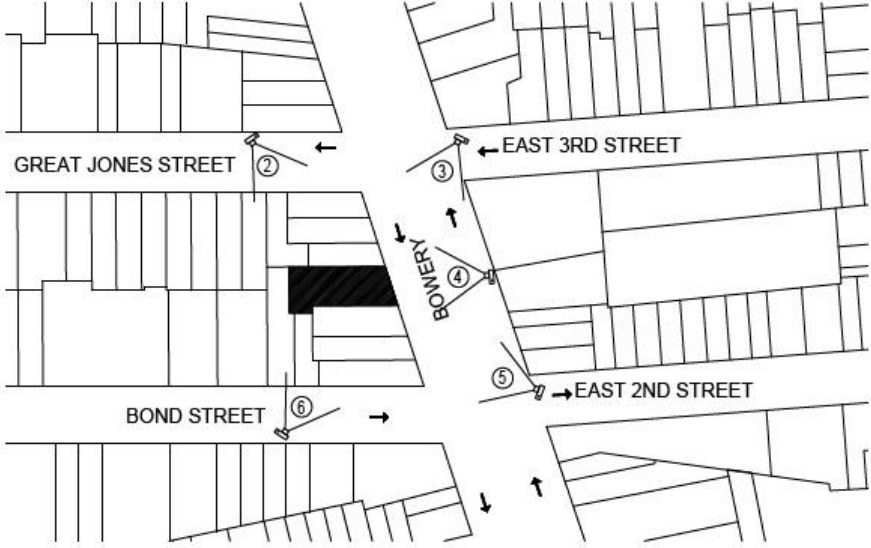 GREAT JONES STREET
②
③
EAST 3RD STREET
BOWERY
④
⑤
EAST 2ND STREET
BOND STREET
⑥